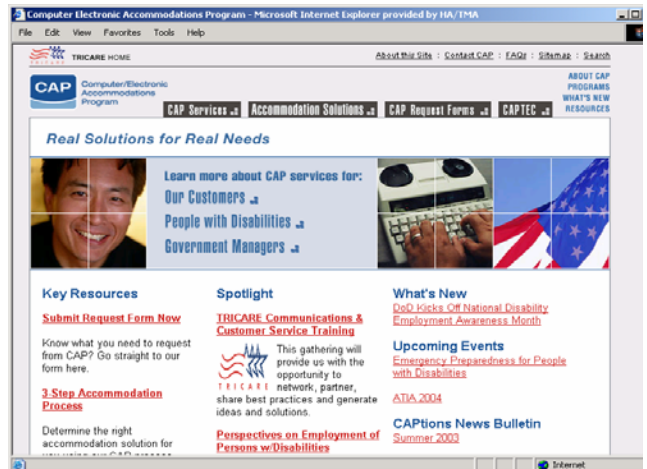 Computer Electronic Accommodations Program - Microsoft Internet Explorer provided by HA/TMA
File Edit View Favorites Tools Help
TRICARE
TRICARE HOME
About this Site : Contact CAP : FAQs : Sitemap : Search
CAP
Computer/Electronic
Accommodations
Program
CAP Services
Accommodation Solutions
CAP Request Forms
CAPTEC
ABOUT CAP
PROGRAMS
WHAT'S NEW
RESOURCES
Real Solutions for Real Needs
Learn more about CAP services for:
Our Customers
People with Disabilities
Government Managers
Key Resources
Submit Request Form Now
Know what you need to request
from CAP? Go straight to our
form here.
3-Step Accommodation
Process
Determine the right
accommodation solution for
you using our CAP process
Spotlight
TRICARE Communications &
Customer Service Training
This gathering will
provide us with the
opportunity to
TRICARE network, partner,
share best practices and generate
ideas and solutions.
Perspectives on Employment of
Persons w/Disabilities
What's New
DoD Kicks Off National Disability
Employment Awareness Month
Upcoming Events
Emergency Preparedness for People
with Disabilities
ATIA 2004
CAPtions News Bulletin
Summer 2003
Internet